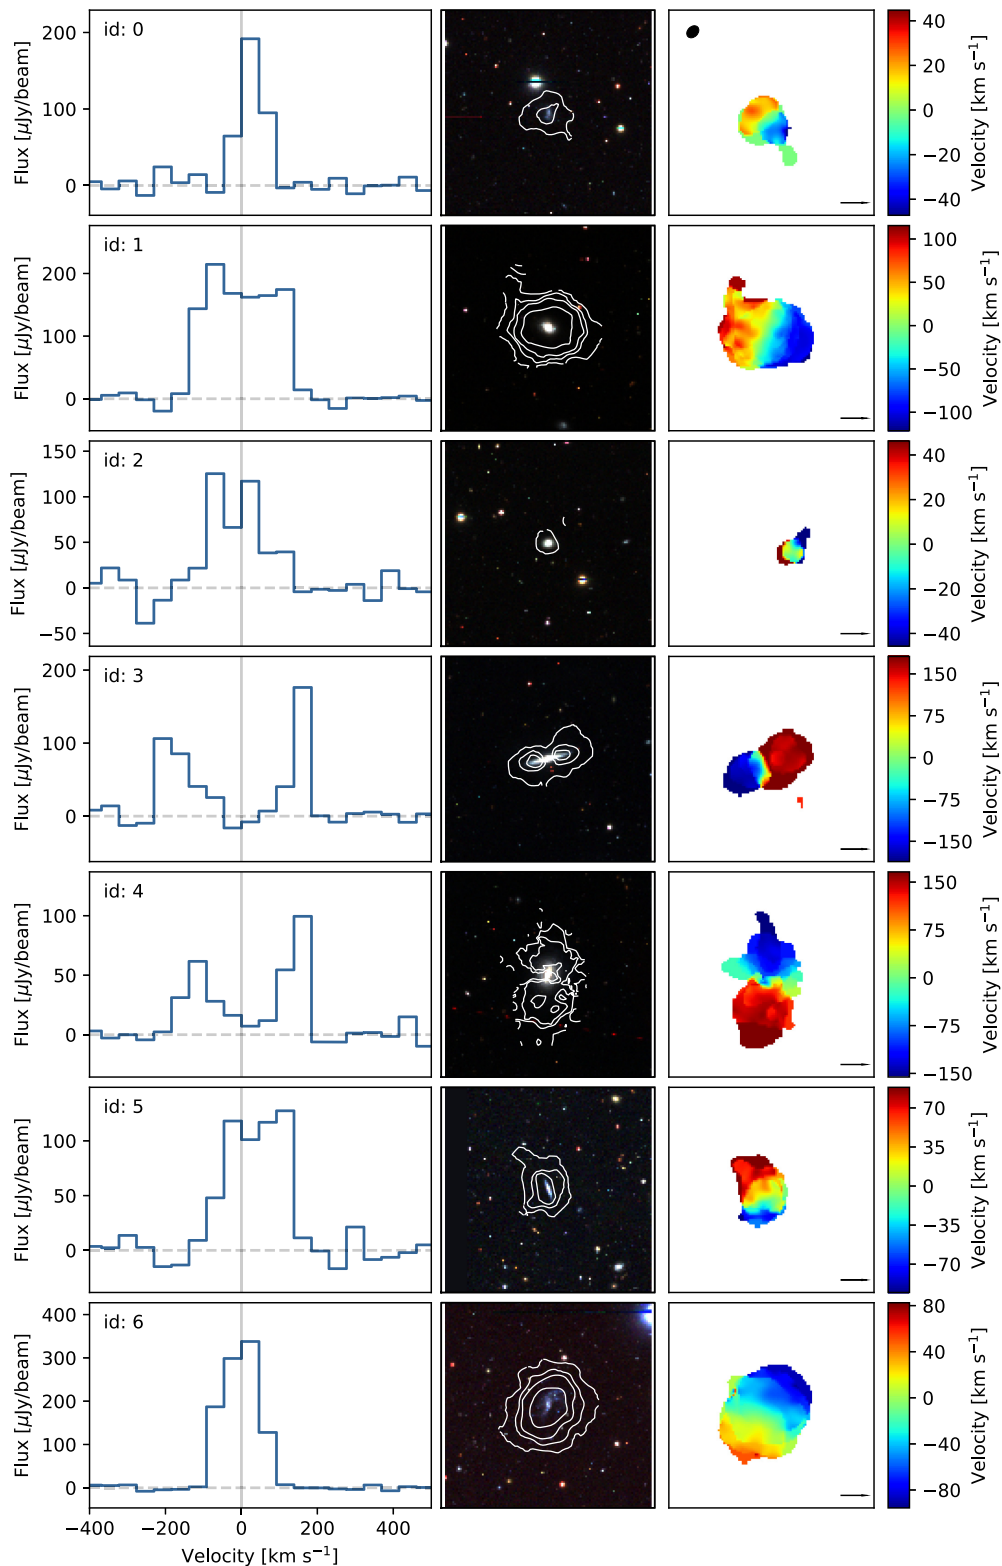 id: 0
200
100
0
Flux [μJy/beam]
40
20
0
−20
−40
Velocity [km s⁻¹]
id: 1
200
100
0
Flux [μJy/beam]
100
50
0
−50
−100
Velocity [km s⁻¹]
id: 2
150
100
50
0
−50
Flux [μJy/beam]
40
20
0
−20
−40
Velocity [km s⁻¹]
id: 3
200
100
0
Flux [μJy/beam]
150
75
0
−75
−150
Velocity [km s⁻¹]
id: 4
100
50
0
Flux [μJy/beam]
150
75
0
−75
−150
Velocity [km s⁻¹]
id: 5
100
50
0
Flux [μJy/beam]
70
35
0
−35
−70
Velocity [km s⁻¹]
id: 6
400
300
200
100
0
Flux [μJy/beam]
80
40
0
−40
−80
Velocity [km s⁻¹]
−400 −200 0 200 400
Velocity [km s⁻¹]